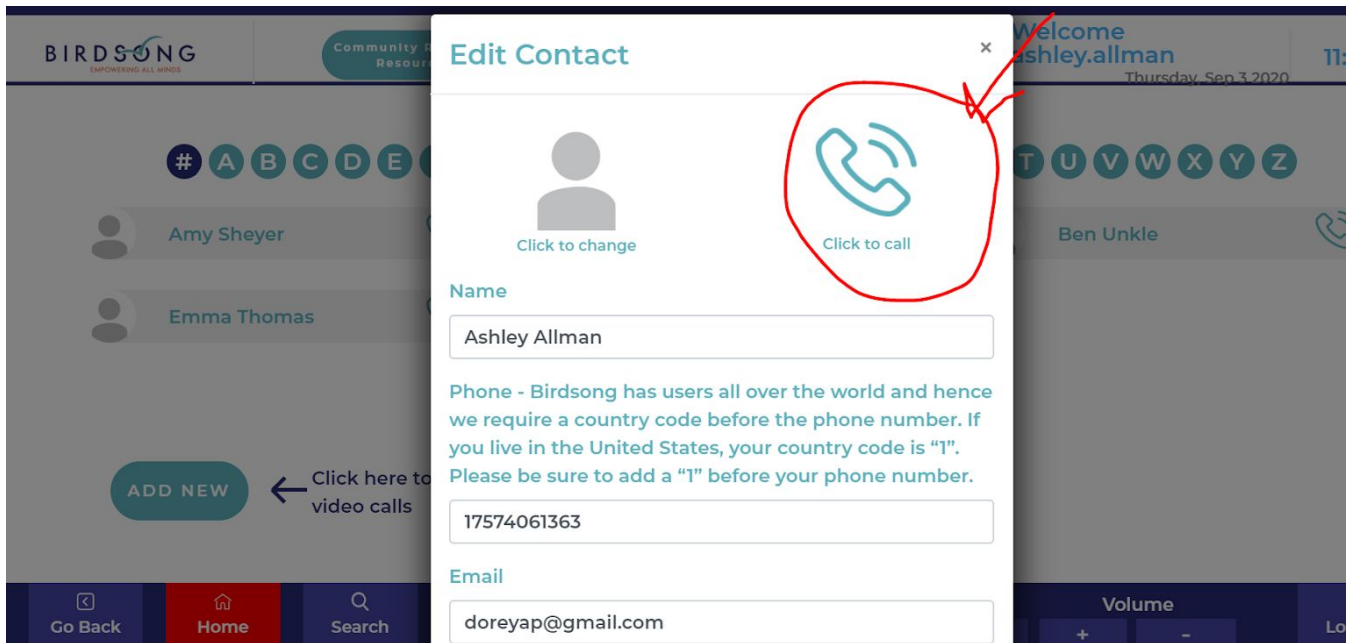 BIRDSONG
EMPOWERING ALL MINDS
Community
Welcome
ashley.allman
Thursday, Sep 3,2020
11:
Edit Contact
×
# A B C D E
T U V W X Y Z
Click to change
Click to call
Amy Sheyer
Ben Unkle
Emma Thomas
Name
Ashley Allman
Phone - Birdsong has users all over the world and hence
we require a country code before the phone number. If
you live in the United States, your country code is “1”.
Please be sure to add a “1” before your phone number.
17574061363
ADD NEW
Click here to
video calls
Email
doreyap@gmail.com
Go Back
Home
Search
Volume
+ -